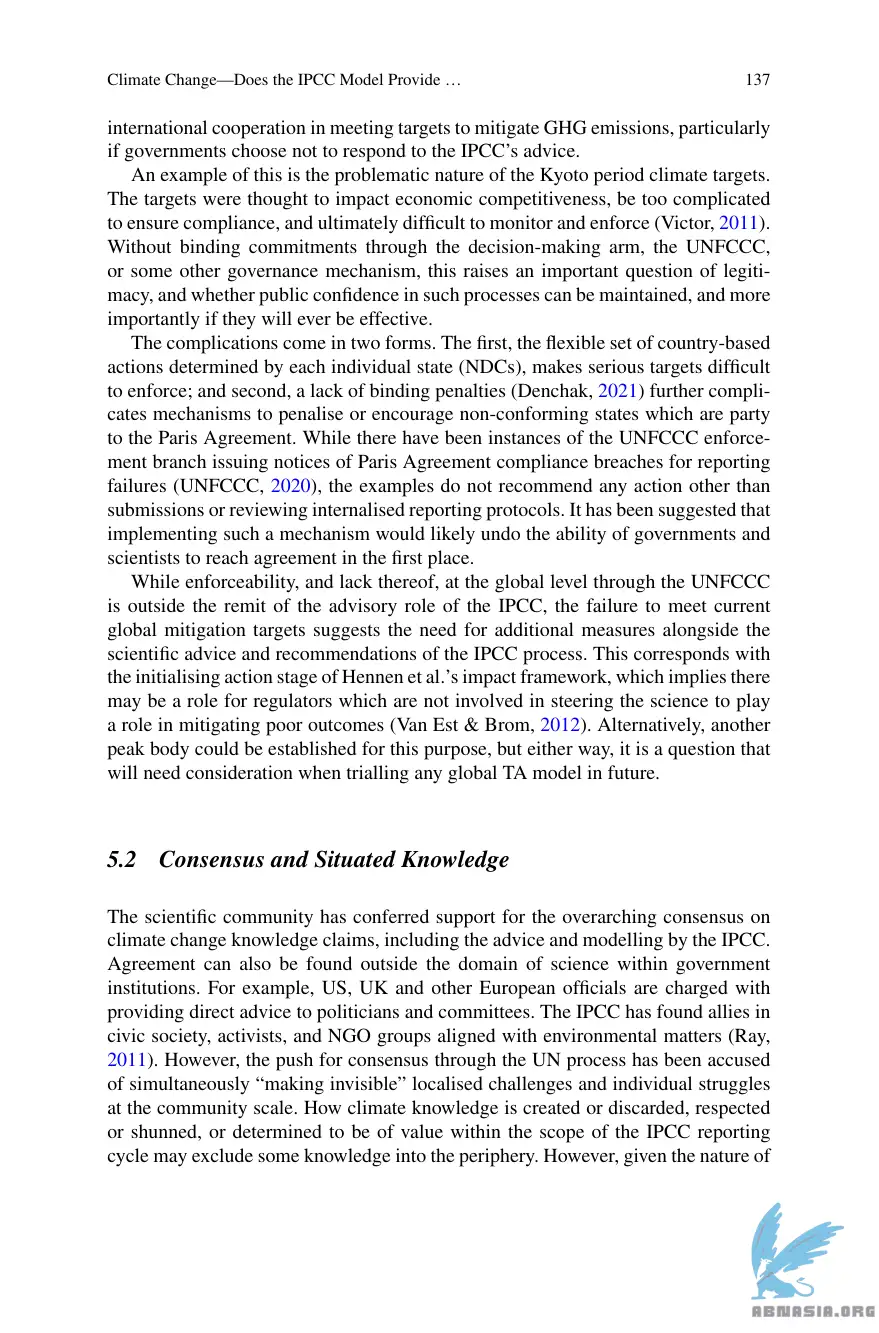 Climate Change—Does the IPCC Model Provide … 137
international cooperation in meeting targets to mitigate GHG emissions, particularly
if governments choose not to respond to the IPCC’s advice.
An example of this is the problematic nature of the Kyoto period climate targets.
The targets were thought to impact economic competitiveness, be too complicated
to ensure compliance, and ultimately difficult to monitor and enforce (Victor, 2011).
Without binding commitments through the decision-making arm, the UNFCCC,
or some other governance mechanism, this raises an important question of legiti-
macy, and whether public confidence in such processes can be maintained, and more
importantly if they will ever be effective.
The complications come in two forms. The first, the flexible set of country-based
actions determined by each individual state (NDCs), makes serious targets difficult
to enforce; and second, a lack of binding penalties (Denchak, 2021) further compli-
cates mechanisms to penalise or encourage non-conforming states which are party
to the Paris Agreement. While there have been instances of the UNFCCC enforce-
ment branch issuing notices of Paris Agreement compliance breaches for reporting
failures (UNFCCC, 2020), the examples do not recommend any action other than
submissions or reviewing internalised reporting protocols. It has been suggested that
implementing such a mechanism would likely undo the ability of governments and
scientists to reach agreement in the first place.
While enforceability, and lack thereof, at the global level through the UNFCCC
is outside the remit of the advisory role of the IPCC, the failure to meet current
global mitigation targets suggests the need for additional measures alongside the
scientific advice and recommendations of the IPCC process. This corresponds with
the initialising action stage of Hennen et al.’s impact framework, which implies there
may be a role for regulators which are not involved in steering the science to play
a role in mitigating poor outcomes (Van Est & Brom, 2012). Alternatively, another
peak body could be established for this purpose, but either way, it is a question that
will need consideration when trialling any global TA model in future.
5.2 Consensus and Situated Knowledge
The scientific community has conferred support for the overarching consensus on
climate change knowledge claims, including the advice and modelling by the IPCC.
Agreement can also be found outside the domain of science within government
institutions. For example, US, UK and other European officials are charged with
providing direct advice to politicians and committees. The IPCC has found allies in
civic society, activists, and NGO groups aligned with environmental matters (Ray,
2011). However, the push for consensus through the UN process has been accused
of simultaneously “making invisible” localised challenges and individual struggles
at the community scale. How climate knowledge is created or discarded, respected
or shunned, or determined to be of value within the scope of the IPCC reporting
cycle may exclude some knowledge into the periphery. However, given the nature of
ABNASIA.ORG